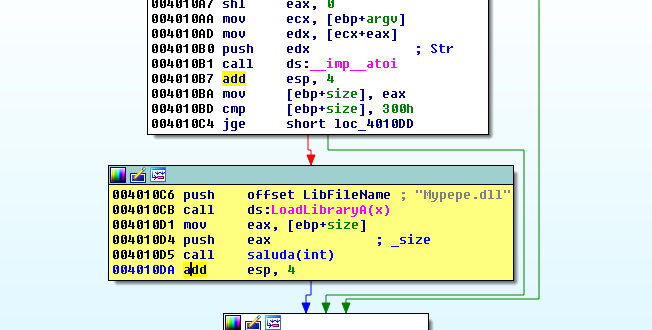 004010A7 shl eax, 0
004010AA mov ecx, [ebp+argv]
004010AD mov edx, [ecx+eax]
004010B0 push edx ; Str
004010B1 call ds:__imp__atoi
004010B7 add esp, 4
004010BA mov [ebp+size], eax
004010BD cmp [ebp+size], 300h
004010C4 jge short loc_4010DD
004010C6 push offset LibFileName ; "Mypepe.dll"
004010CB call ds:LoadLibraryA(x)
004010D1 mov eax, [ebp+size]
004010D4 push eax ; _size
004010D5 call saluda(int)
004010DA add esp, 4